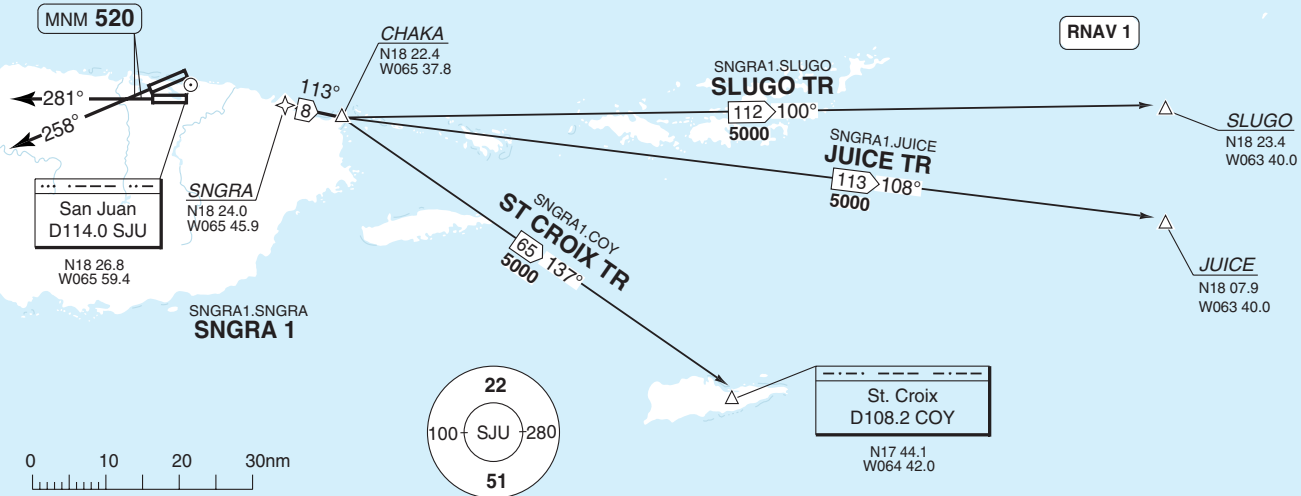 MNM 520
281°
258°
San Juan
D114.0 SJU
N18 26.8
W065 59.4
SNGRA
N18 24.0
W065 45.9
SNGRA1.SNGRA
SNGRA 1
113°
8
CHAKA
N18 22.4
W065 37.8
RNAV 1
SNGRA1.SLUGO
SLUGO TR
112 100°
5000
SLUGO
N18 23.4
W063 40.0
SNGRA1.JUICE
JUICE TR
113 108°
5000
JUICE
N18 07.9
W063 40.0
SNGRA1.COY
ST CROIX TR
65 137°
5000
St. Croix
D108.2 COY
N17 44.1
W064 42.0
22
100 SJU 280
51
0 10 20 30nm